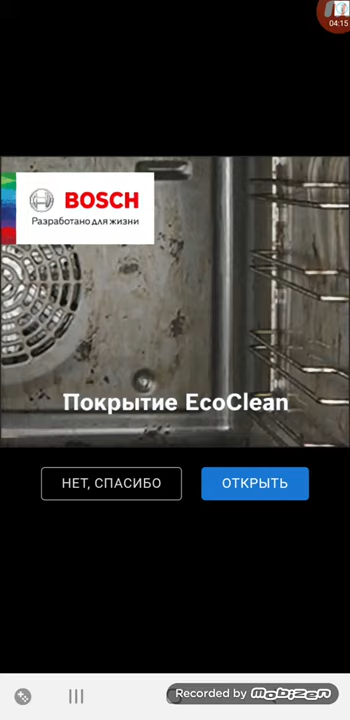 04:15
BOSCH
Разработано для жизни
Покрытие EcoClean
НЕТ, СПАСИБО
ОТКРЫТЬ
Recorded by mobizen